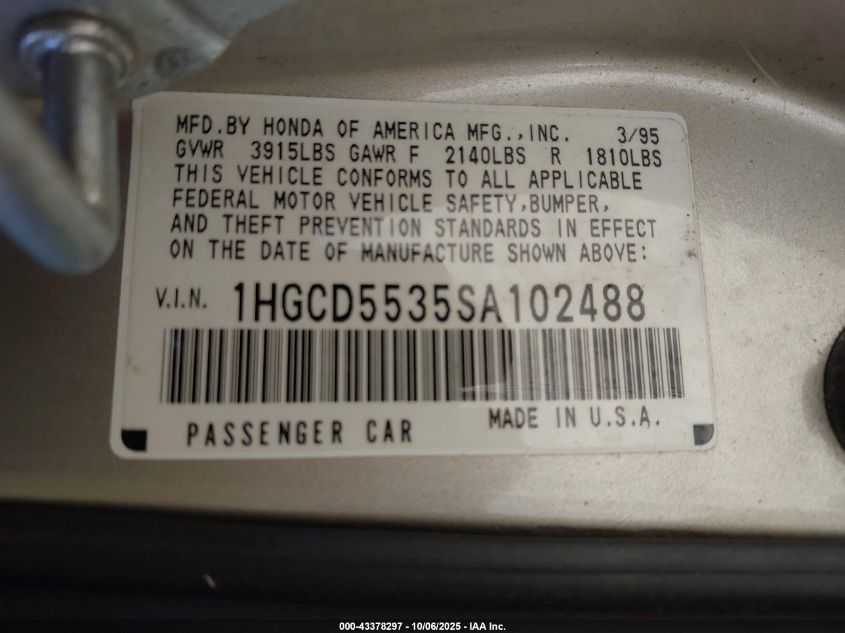 MFD.BY HONDA OF AMERICA MFG.,INC. 3/95
GVWR 3915LBS GAWR F 2140LBS R 1810LBS
THIS VEHICLE CONFORMS TO ALL APPLICABLE
FEDERAL MOTOR VEHICLE SAFETY,BUMPER,
AND THEFT PREVENTION STANDARDS IN EFFECT
ON THE DATE OF MANUFACTURE SHOWN ABOVE:
V.I.N. 1HGCD5535SA102488
PASSENGER CAR MADE IN U.S.A.
000-43378297 - 10/06/2025 - IAA Inc.